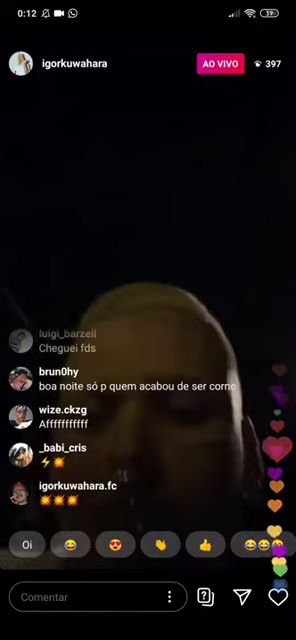 0:12
39
igorkuwahara
AO VIVO
397
luigi_barzeli
Cheguei fds
brun0hy
boa noite só p quem acabou de ser corno
wize.ckzg
Afffffffffff
_babi_cris
igorkuwahara.fc
Oi
Comentar